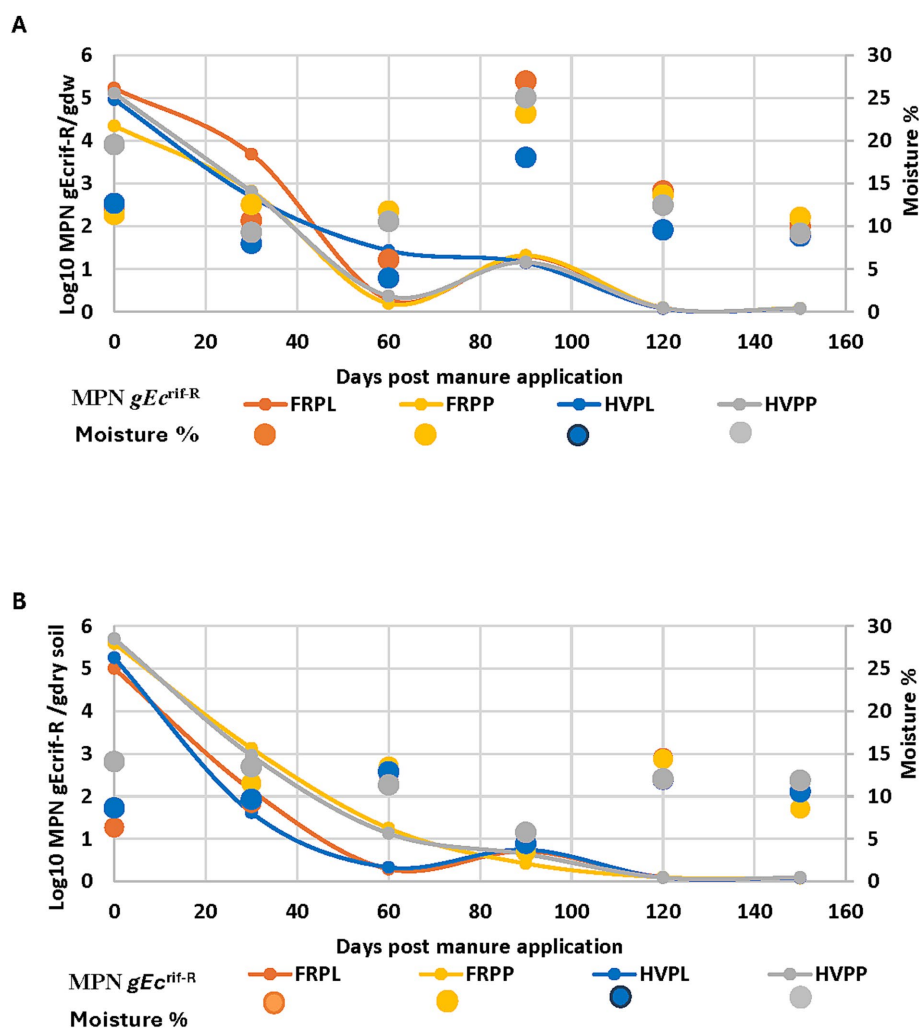 A
Log10 MPN gEcrif-R/gdw
6
5
4
3
2
1
0
30
25
20
15
10
5
0
Moisture %
0 20 40 60 80 100 120 140 160
Days post manure application
MPN gEc^rif-R FRPL FRPP HVPL HVPP
Moisture %
B
Log10 MPN gEcrif-R /gdry soil
6
5
4
3
2
1
0
30
25
20
15
10
5
0
Moisture %
0 20 40 60 80 100 120 140 160
Days post manure application
MPN gEc^rif-R FRPL FRPP HVPL HVPP
Moisture %